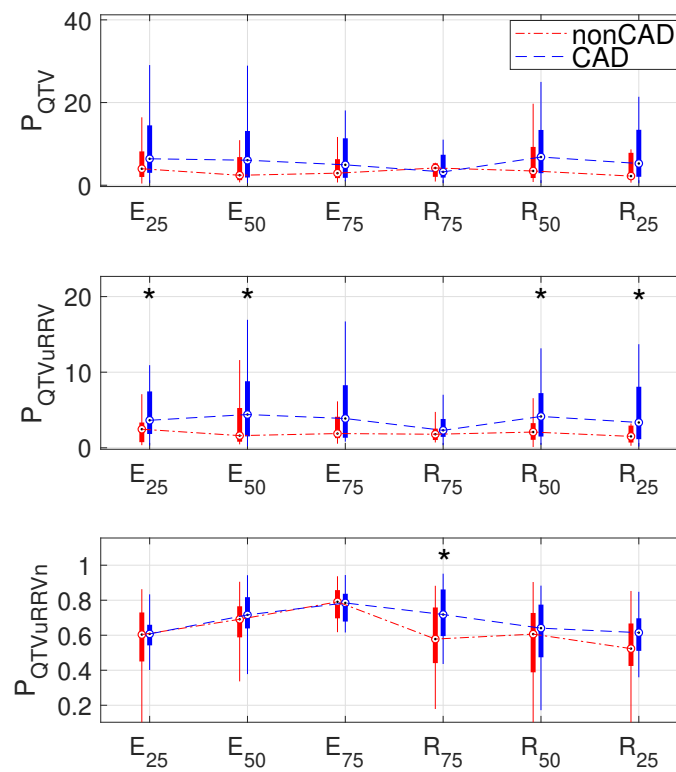 40
nonCAD
CAD
P_QTV
20
0
E_25 E_50 E_75 R_75 R_50 R_25
20
* * * *
P_QTVuRRV
10
0
E_25 E_50 E_75 R_75 R_50 R_25
1
*
0.8
P_QTVuRRVn
0.6
0.4
0.2
E_25 E_50 E_75 R_75 R_50 R_25